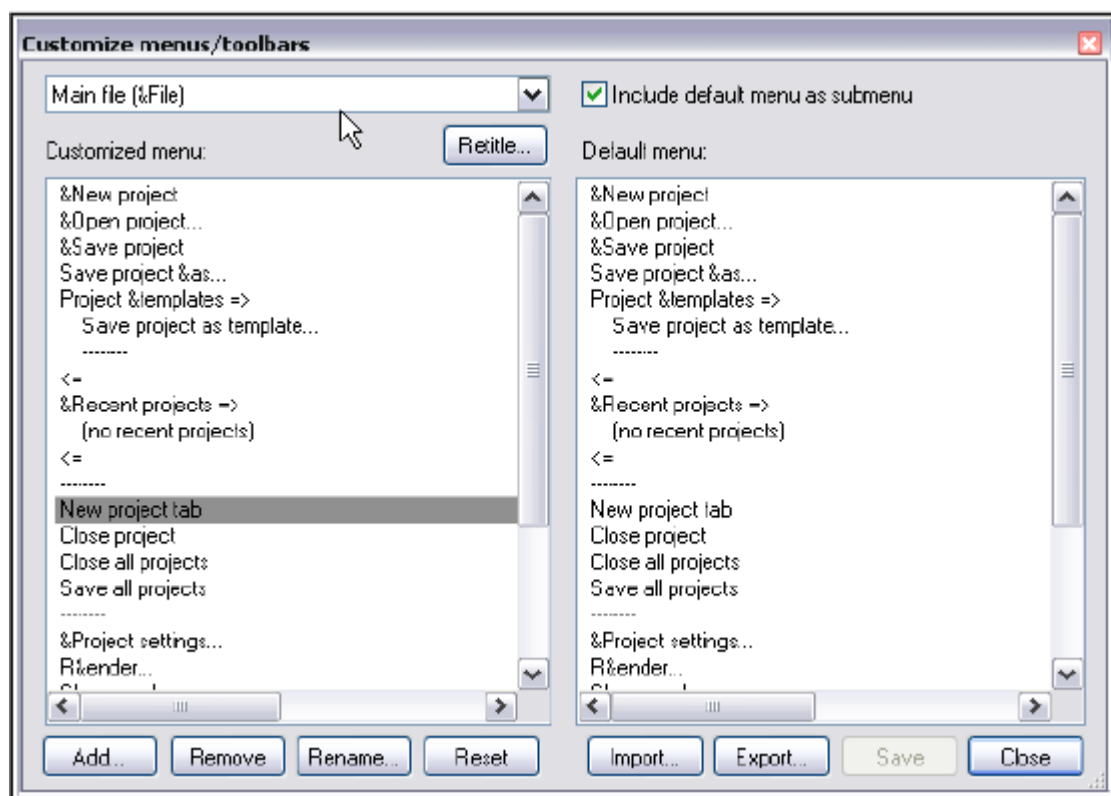 Customize menus/toolbars
Main file (&File)
Include default menu as submenu
Customized menu:
Retitle...
Default menu:
&New project
&Open project...
&Save project
Save project &as...
Project &templates =>
Save project as template...
--------
<=
&Recent projects =>
(no recent projects)
<=
--------
New project tab
Close project
Close all projects
Save all projects
--------
&Project settings...
R&ender...
&New project
&Open project...
&Save project
Save project &as...
Project &templates =>
Save project as template...
--------
<=
&Recent projects =>
(no recent projects)
<=
--------
New project tab
Close project
Close all projects
Save all projects
--------
&Project settings...
R&ender...
Add...
Remove
Rename...
Reset
Import...
Export...
Save
Close